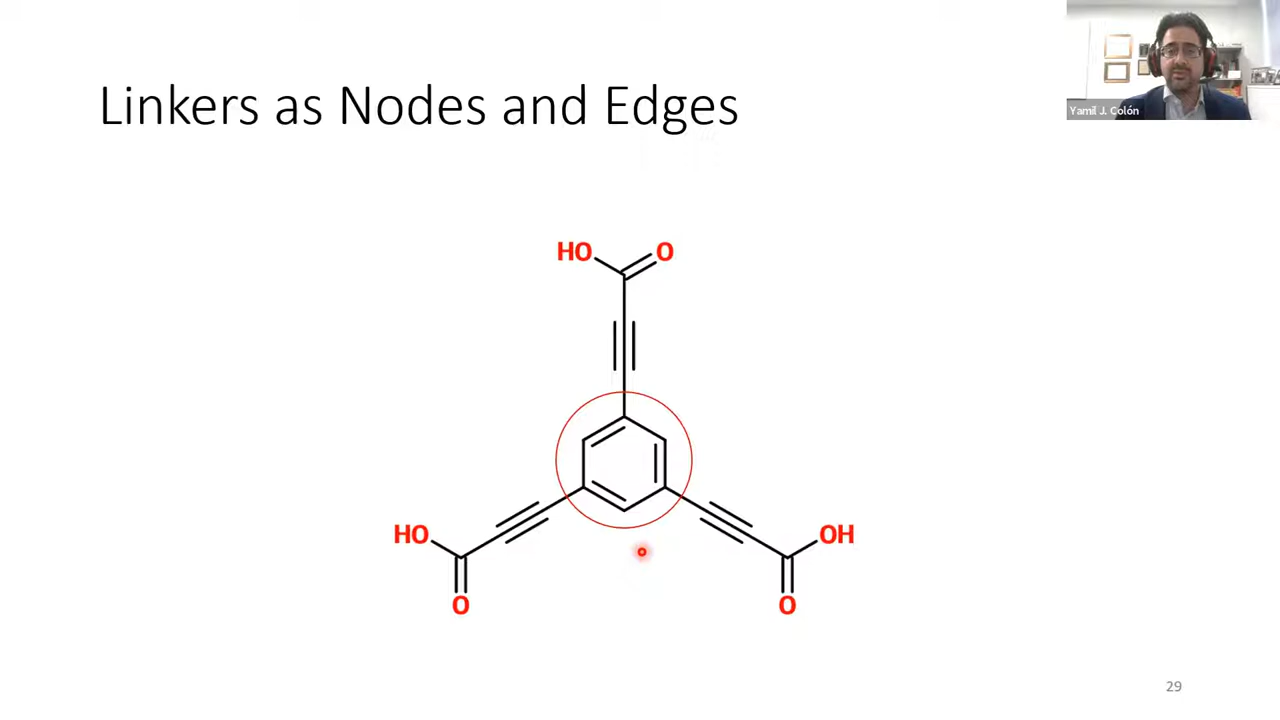 Yamil J. Colón
Linkers as Nodes and Edges
HO O
HO OH
O O
29